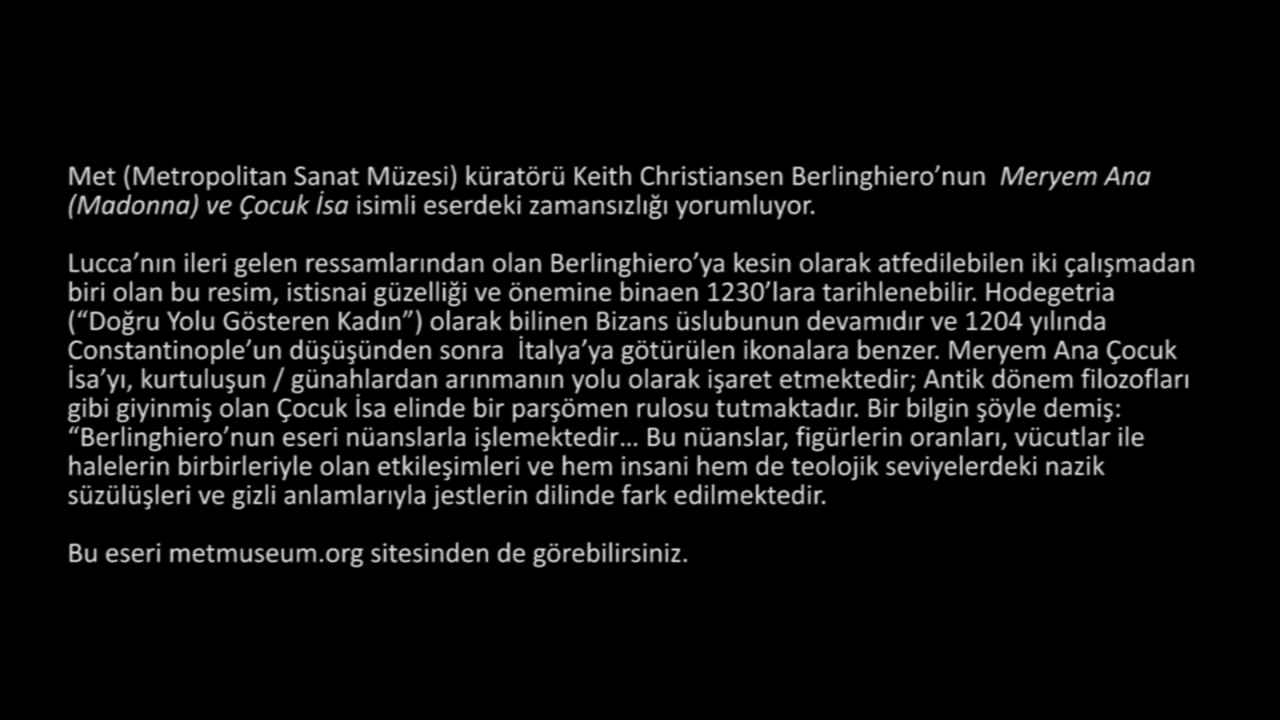 Met (Metropolitan Sanat Müzesi) küratörü Keith Christiansen Berlinghiero’nun  Meryem Ana
(Madonna) ve Çocuk İsa isimli eserdeki zamansızlığı yorumluyor.
Lucca’nın ileri gelen ressamlarından olan Berlinghiero’ya kesin olarak atfedilebilen iki çalışmadan
biri olan bu resim, istisnai güzelliği ve önemine binaen 1230’lara tarihlenebilir. Hodegetria
(“Doğru Yolu Gösteren Kadın”) olarak bilinen Bizans üslubunun devamıdır ve 1204 yılında
Constantinople’un düşüşünden sonra  İtalya’ya götürülen ikonalara benzer. Meryem Ana Çocuk
İsa’yı, kurtuluşun / günahlardan arınmanın yolu olarak işaret etmektedir; Antik dönem filozofları
gibi giyinmiş olan Çocuk İsa elinde bir parşömen rulosu tutmaktadır. Bir bilgin şöyle demiş:
“Berlinghiero’nun eseri nüanslarla işlemektedir… Bu nüanslar, figürlerin oranları, vücutlar ile
halelerin birbirleriyle olan etkileşimleri ve hem insani hem de teolojik seviyelerdeki nazik
süzülüşleri ve gizli anlamlarıyla jestlerin dilinde fark edilmektedir.
Bu eseri metmuseum.org sitesinden de görebilirsiniz.